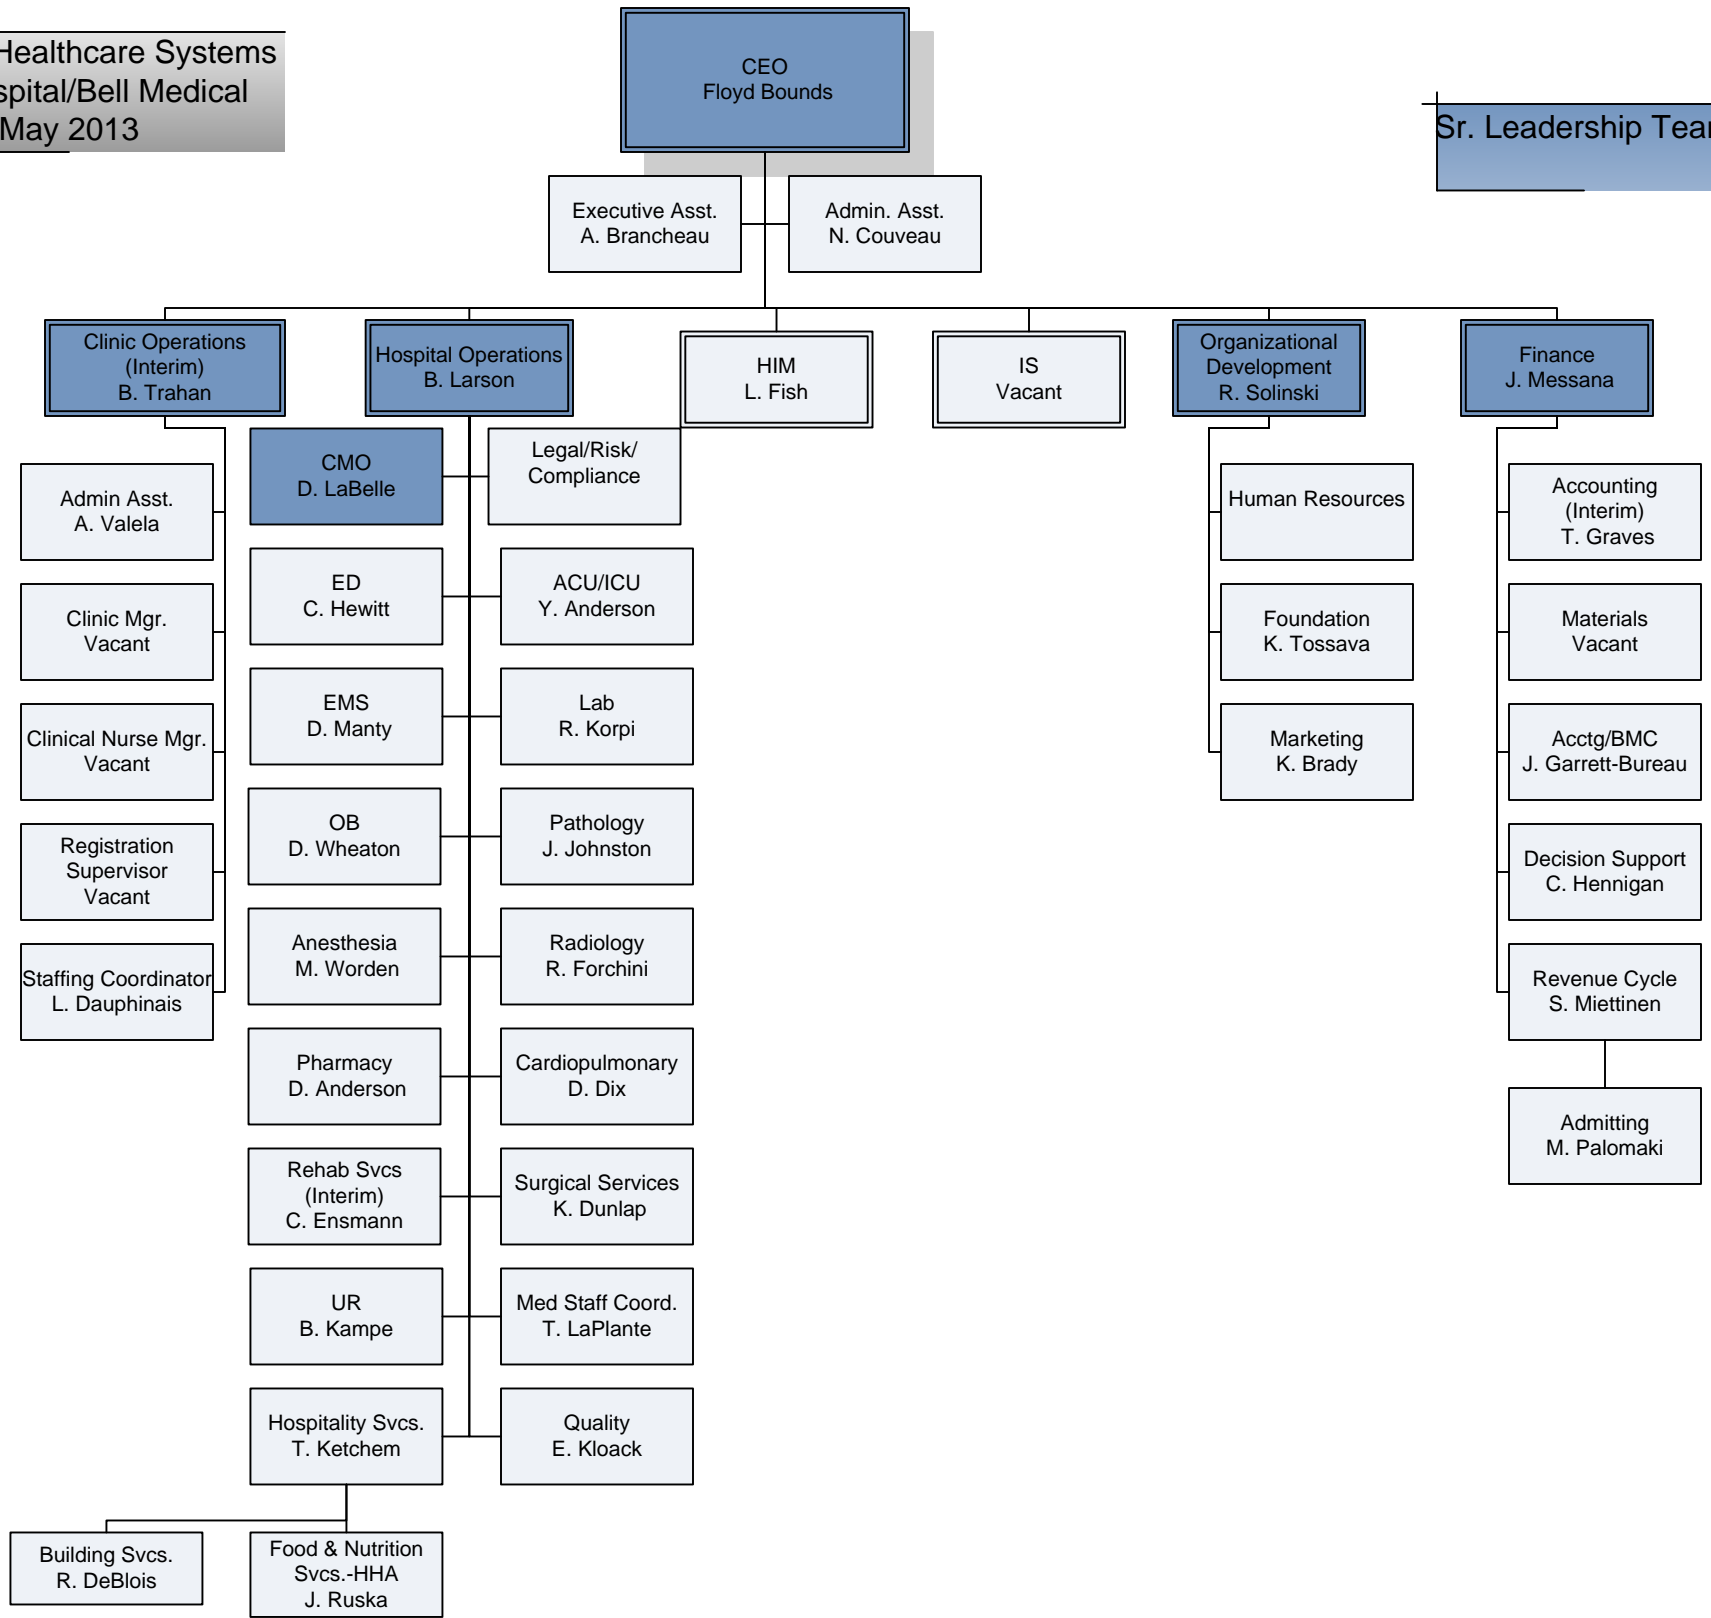 Healthcare Systems
/Bell Medical
May 2013
CEO
Floyd Bounds
Sr. Leadership
Executive Asst.
A. Brancheau
Admin. Asst.
N. Couveau
Clinic Operations
(Interim)
B. Trahan
Hospital Operations
B. Larson
HIM
L. Fish
IS
Vacant
Organizational
Development
R. Solinski
Finance
J. Messana
Admin Asst.
A. Valela
Clinic Mgr.
Vacant
Clinical Nurse Mgr.
Vacant
Registration
Supervisor
Vacant
Staffing Coordinator
L. Dauphinais
CMO
D. LaBelle
Legal/Risk/
Compliance
ED
C. Hewitt
ACU/ICU
Y. Anderson
EMS
D. Manty
Lab
R. Korpi
OB
D. Wheaton
Pathology
J. Johnston
Anesthesia
M. Worden
Radiology
R. Forchini
Pharmacy
D. Anderson
Cardiopulmonary
D. Dix
Rehab Svcs
(Interim)
C. Ensmann
Surgical Services
K. Dunlap
UR
B. Kampe
Med Staff Coord.
T. LaPlante
Hospitality Svcs.
T. Ketchem
Quality
E. Kloack
Building Svcs.
R. DeBlois
Food & Nutrition
Svcs.-HHA
J. Ruska
Human Resources
Foundation
K. Tossava
Marketing
K. Brady
Accounting
(Interim)
T. Graves
Materials
Vacant
Acctg/BMC
J. Garrett-Bureau
Decision Support
C. Hennigan
Revenue Cycle
S. Miettinen
Admitting
M. Palomaki